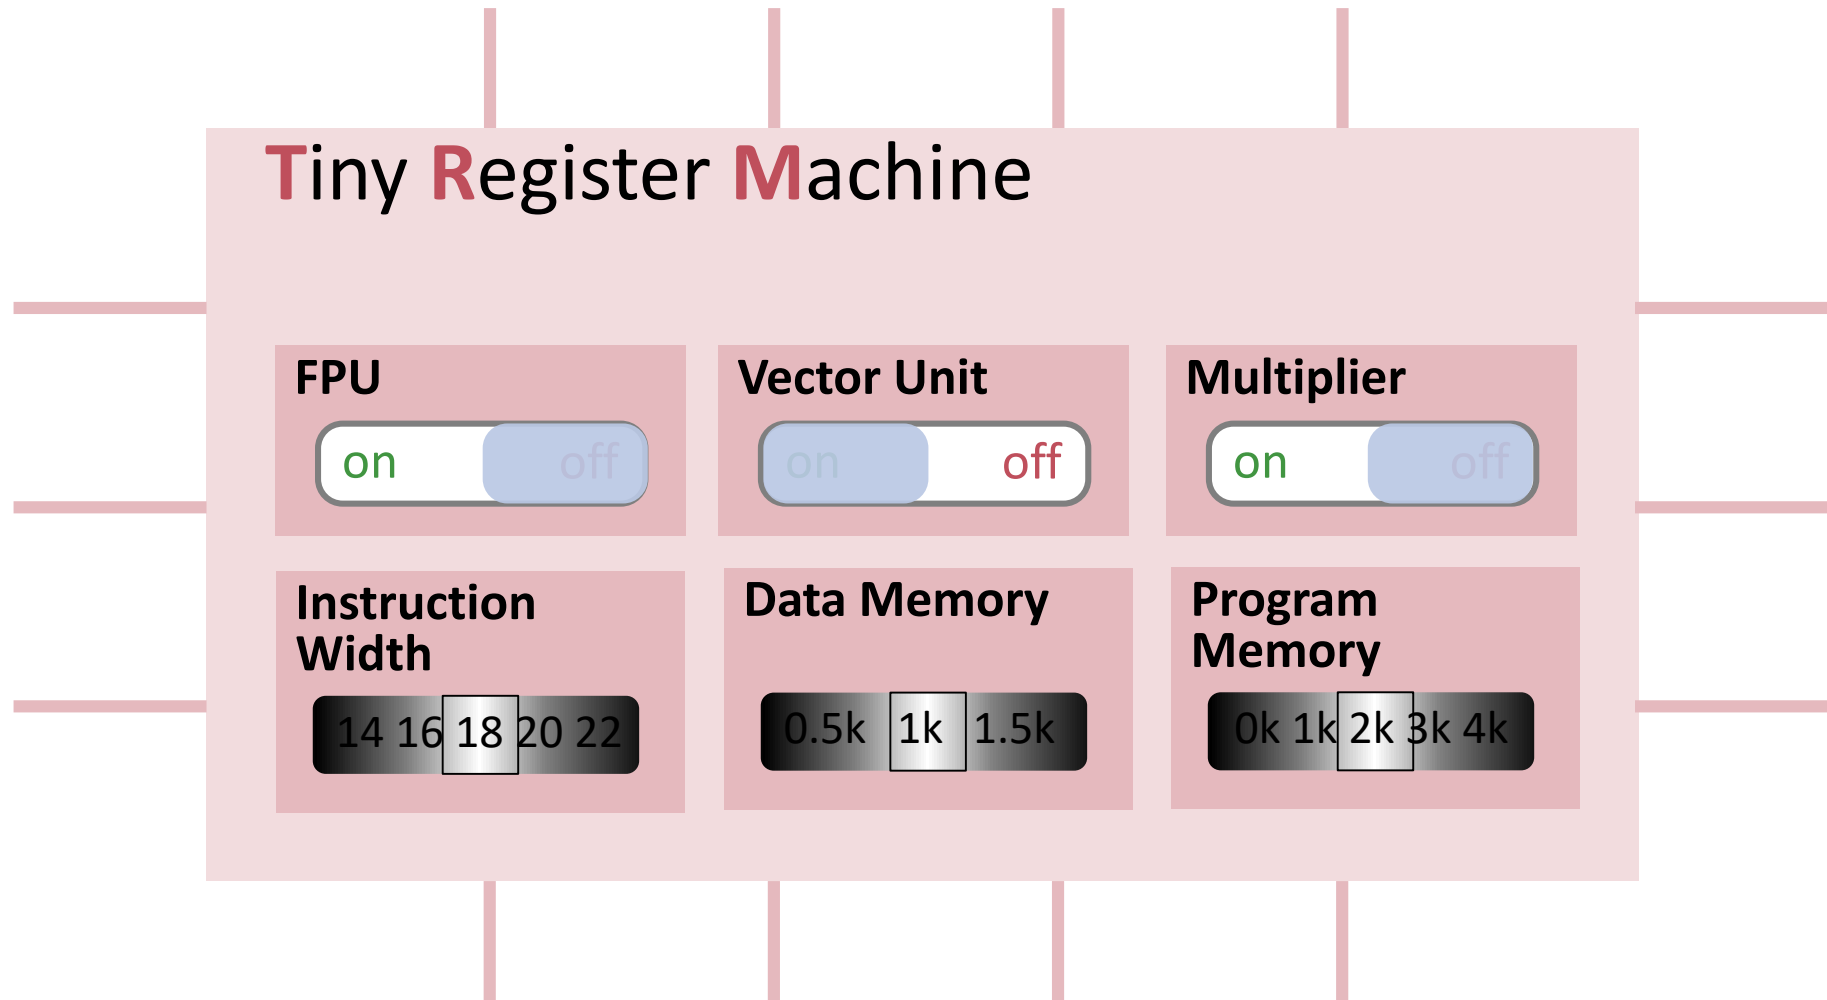 Tiny Register Machine
FPU
on off
Vector Unit
on off
Multiplier
on off
Instruction
Width
14 16 18 20 22
Data Memory
0.5k 1k 1.5k
Program
Memory
0k 1k 2k 3k 4k